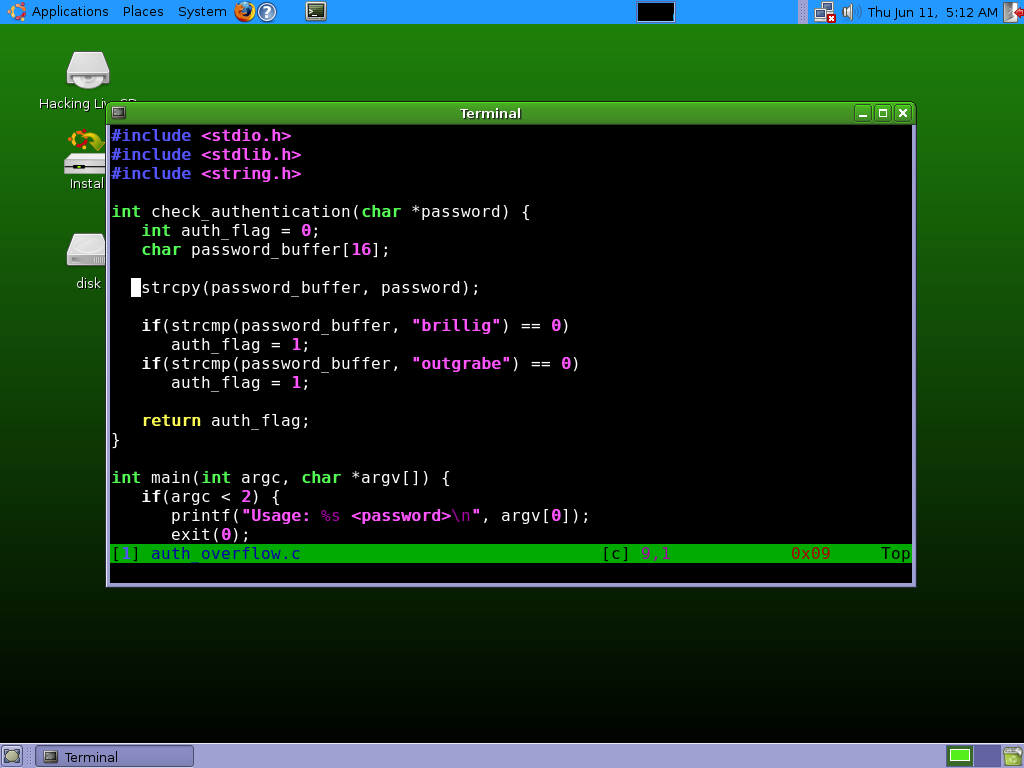 Applications Places System Thu Jun 11, 5:12 AM
Hacking Liv
Instal
disk
Terminal
#include <stdio.h>
#include <stdlib.h>
#include <string.h>
int check_authentication(char *password) {
int auth_flag = 0;
char password_buffer[16];
strcpy(password_buffer, password);
if(strcmp(password_buffer, "brillig") == 0)
auth_flag = 1;
if(strcmp(password_buffer, "outgrabe") == 0)
auth_flag = 1;
return auth_flag;
}
int main(int argc, char *argv[]) {
if(argc < 2) {
printf("Usage: %s <password>\n", argv[0]);
exit(0);
[1] auth_overflow.c [c] 9,1 0x09 Top
Terminal